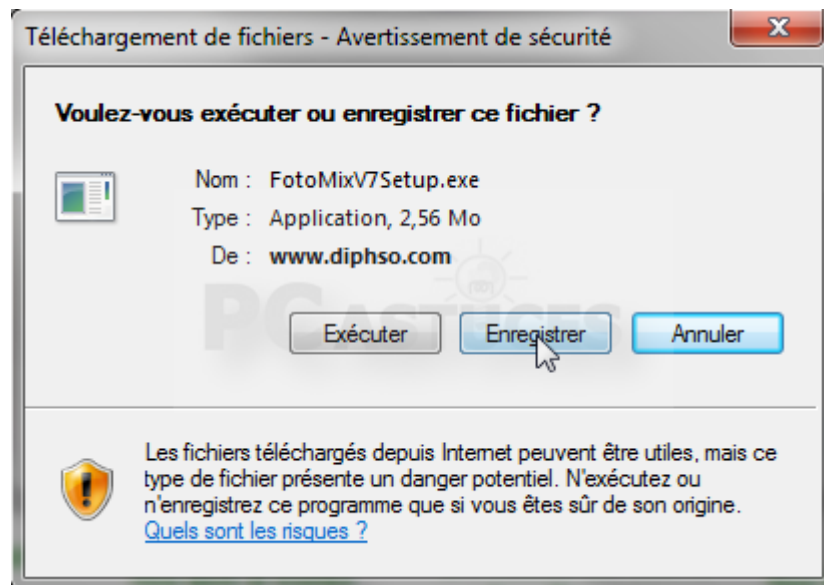 Téléchargement de fichiers - Avertissement de sécurité
Voulez-vous exécuter ou enregistrer ce fichier ?
Nom : FotoMixV7Setup.exe
Type : Application, 2,56 Mo
De : www.diphso.com
PC ASTUCES
Exécuter Enregistrer Annuler
Les fichiers téléchargés depuis Internet peuvent être utiles, mais ce
type de fichier présente un danger potentiel. N'exécutez ou
n'enregistrez ce programme que si vous êtes sûr de son origine.
Quels sont les risques ?